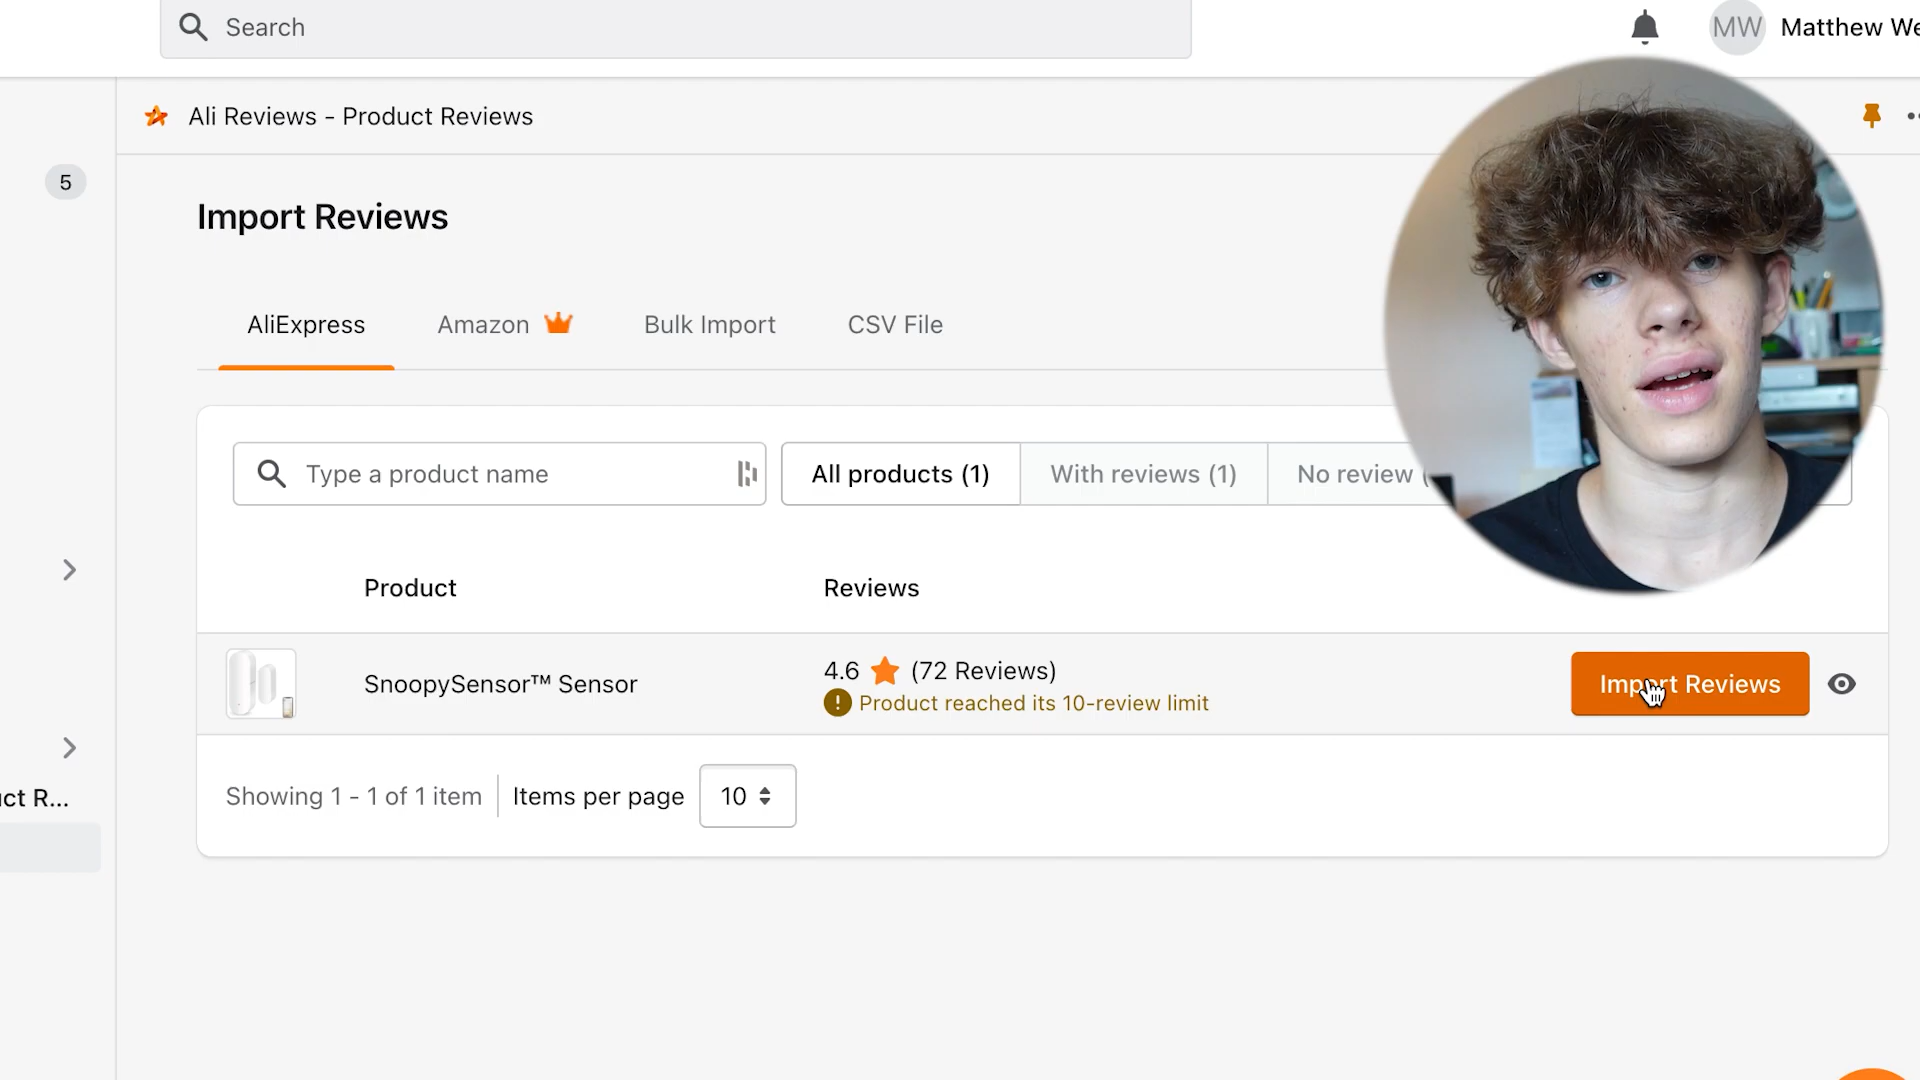 Search
MW Matthew We
Ali Reviews - Product Reviews
5
Import Reviews
AliExpress Amazon Bulk Import CSV File
Type a product name All products (1) With reviews (1) No review (
Product Reviews
SnoopySensor™ Sensor
4.6 (72 Reviews)
Product reached its 10-review limit
Import Reviews
Showing 1 - 1 of 1 item Items per page 10
ct R...